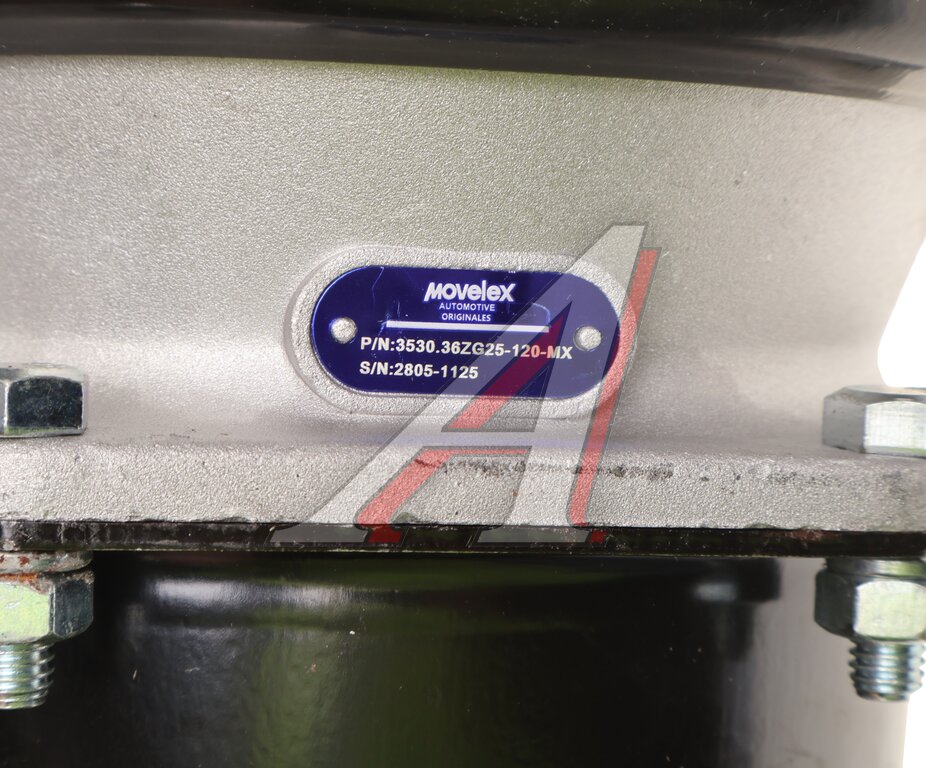 MOVELEX
AUTOMOTIVE
ORIGINALES
P/N:3530.36ZG25-120-MX
S/N:2805-1125